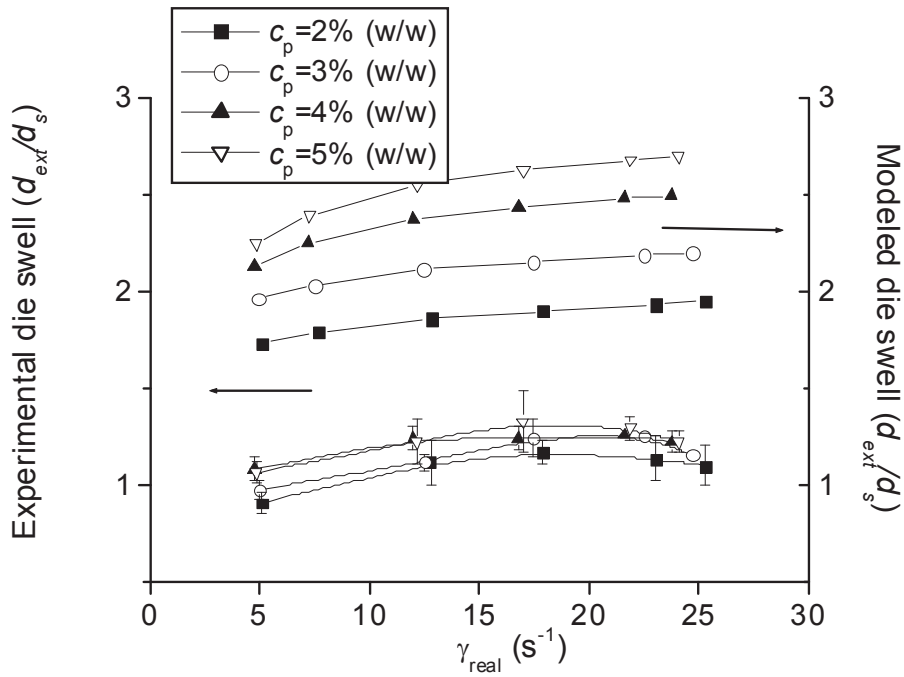 c_p=2% (w/w)
c_p=3% (w/w)
c_p=4% (w/w)
c_p=5% (w/w)
Experimental die swell (d_ext/d_s)
3
2
1
3
2
1
Modeled die swell (d_ext/d_s)
0 5 10 15 20 25 30
γ_real (s⁻¹)